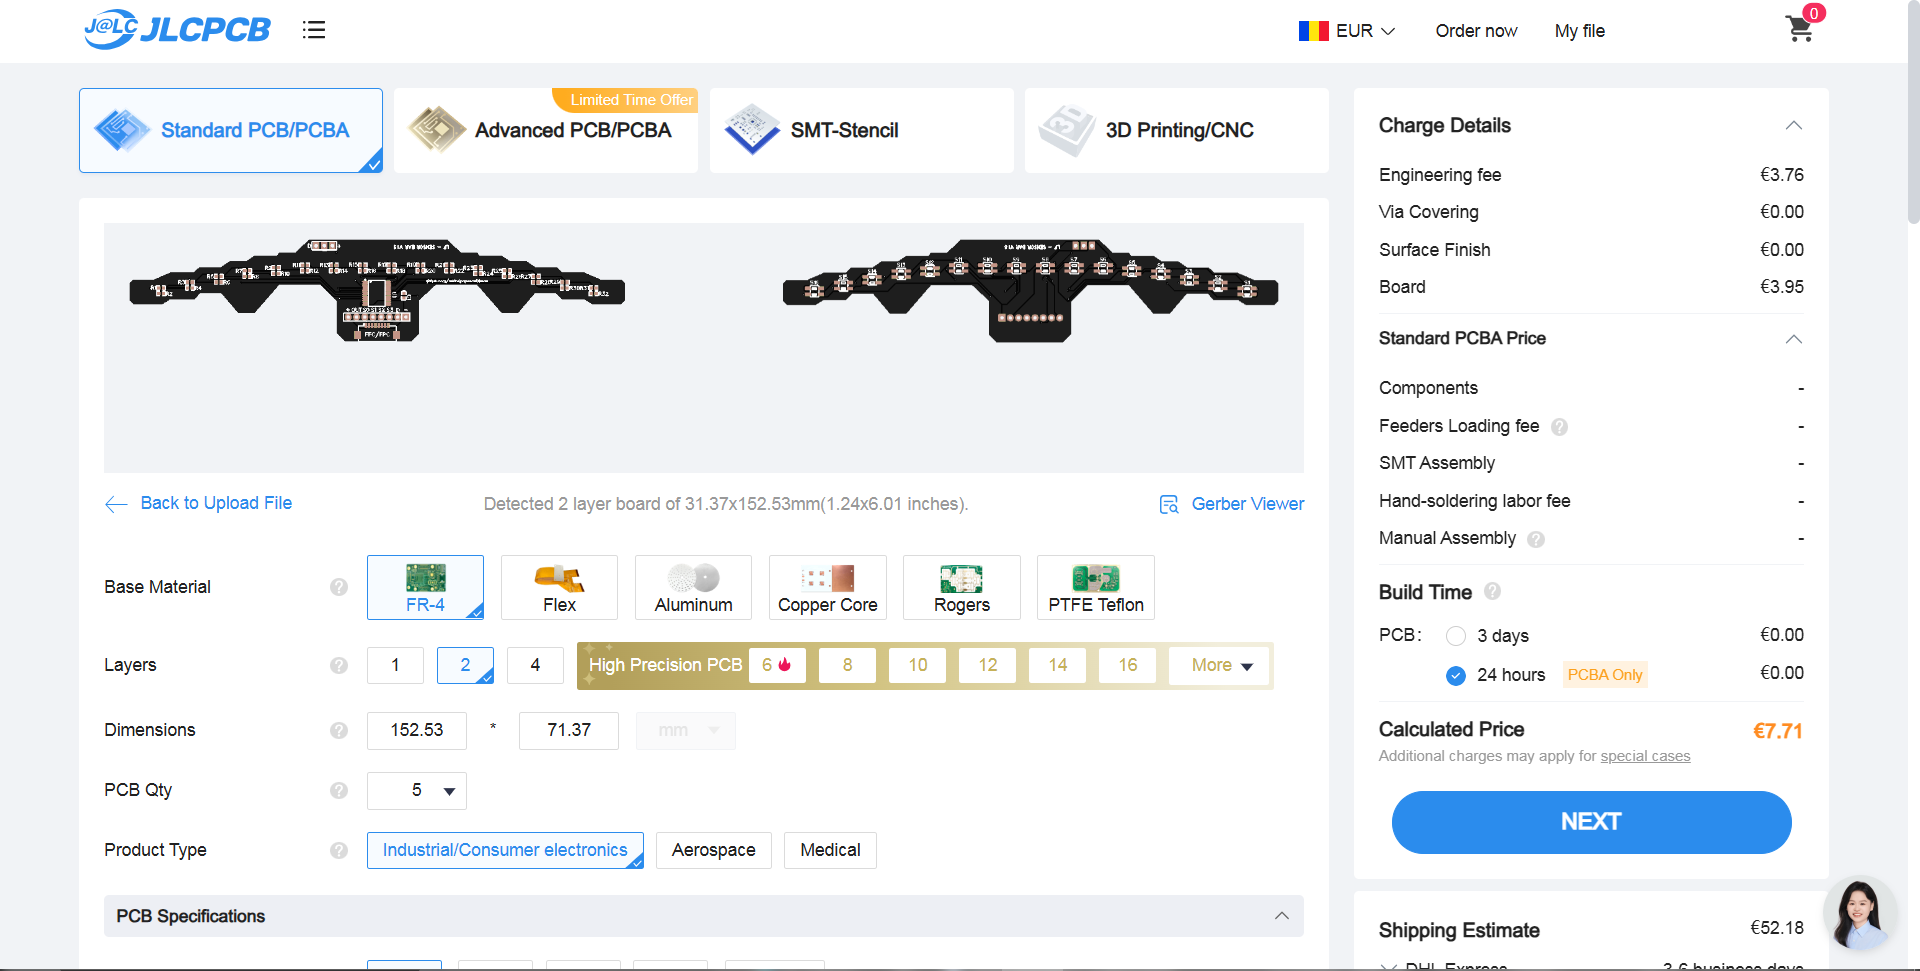 J@LC JLCPCB
EUR
Order now
My file
0
Standard PCB/PCBA
Limited Time Offer
Advanced PCB/PCBA
SMT-Stencil
3D Printing/CNC
Back to Upload File
Detected 2 layer board of 31.37x152.53mm(1.24x6.01 inches).
Gerber Viewer
Base Material
?
FR-4
Flex
Aluminum
Copper Core
Rogers
PTFE Teflon
Layers
?
1
2
4
High Precision PCB
6
8
10
12
14
16
More
Dimensions
?
152.53
*
71.37
mm
PCB Qty
?
5
Product Type
?
Industrial/Consumer electronics
Aerospace
Medical
PCB Specifications
Charge Details
Engineering fee €3.76
Via Covering €0.00
Surface Finish €0.00
Board €3.95
Standard PCBA Price
Components -
Feeders Loading fee ? -
SMT Assembly -
Hand-soldering labor fee -
Manual Assembly ? -
Build Time ?
PCB: 3 days €0.00
24 hours PCBA Only €0.00
Calculated Price €7.71
Additional charges may apply for special cases
NEXT
Shipping Estimate €52.18
DHL Express 3-6 business days